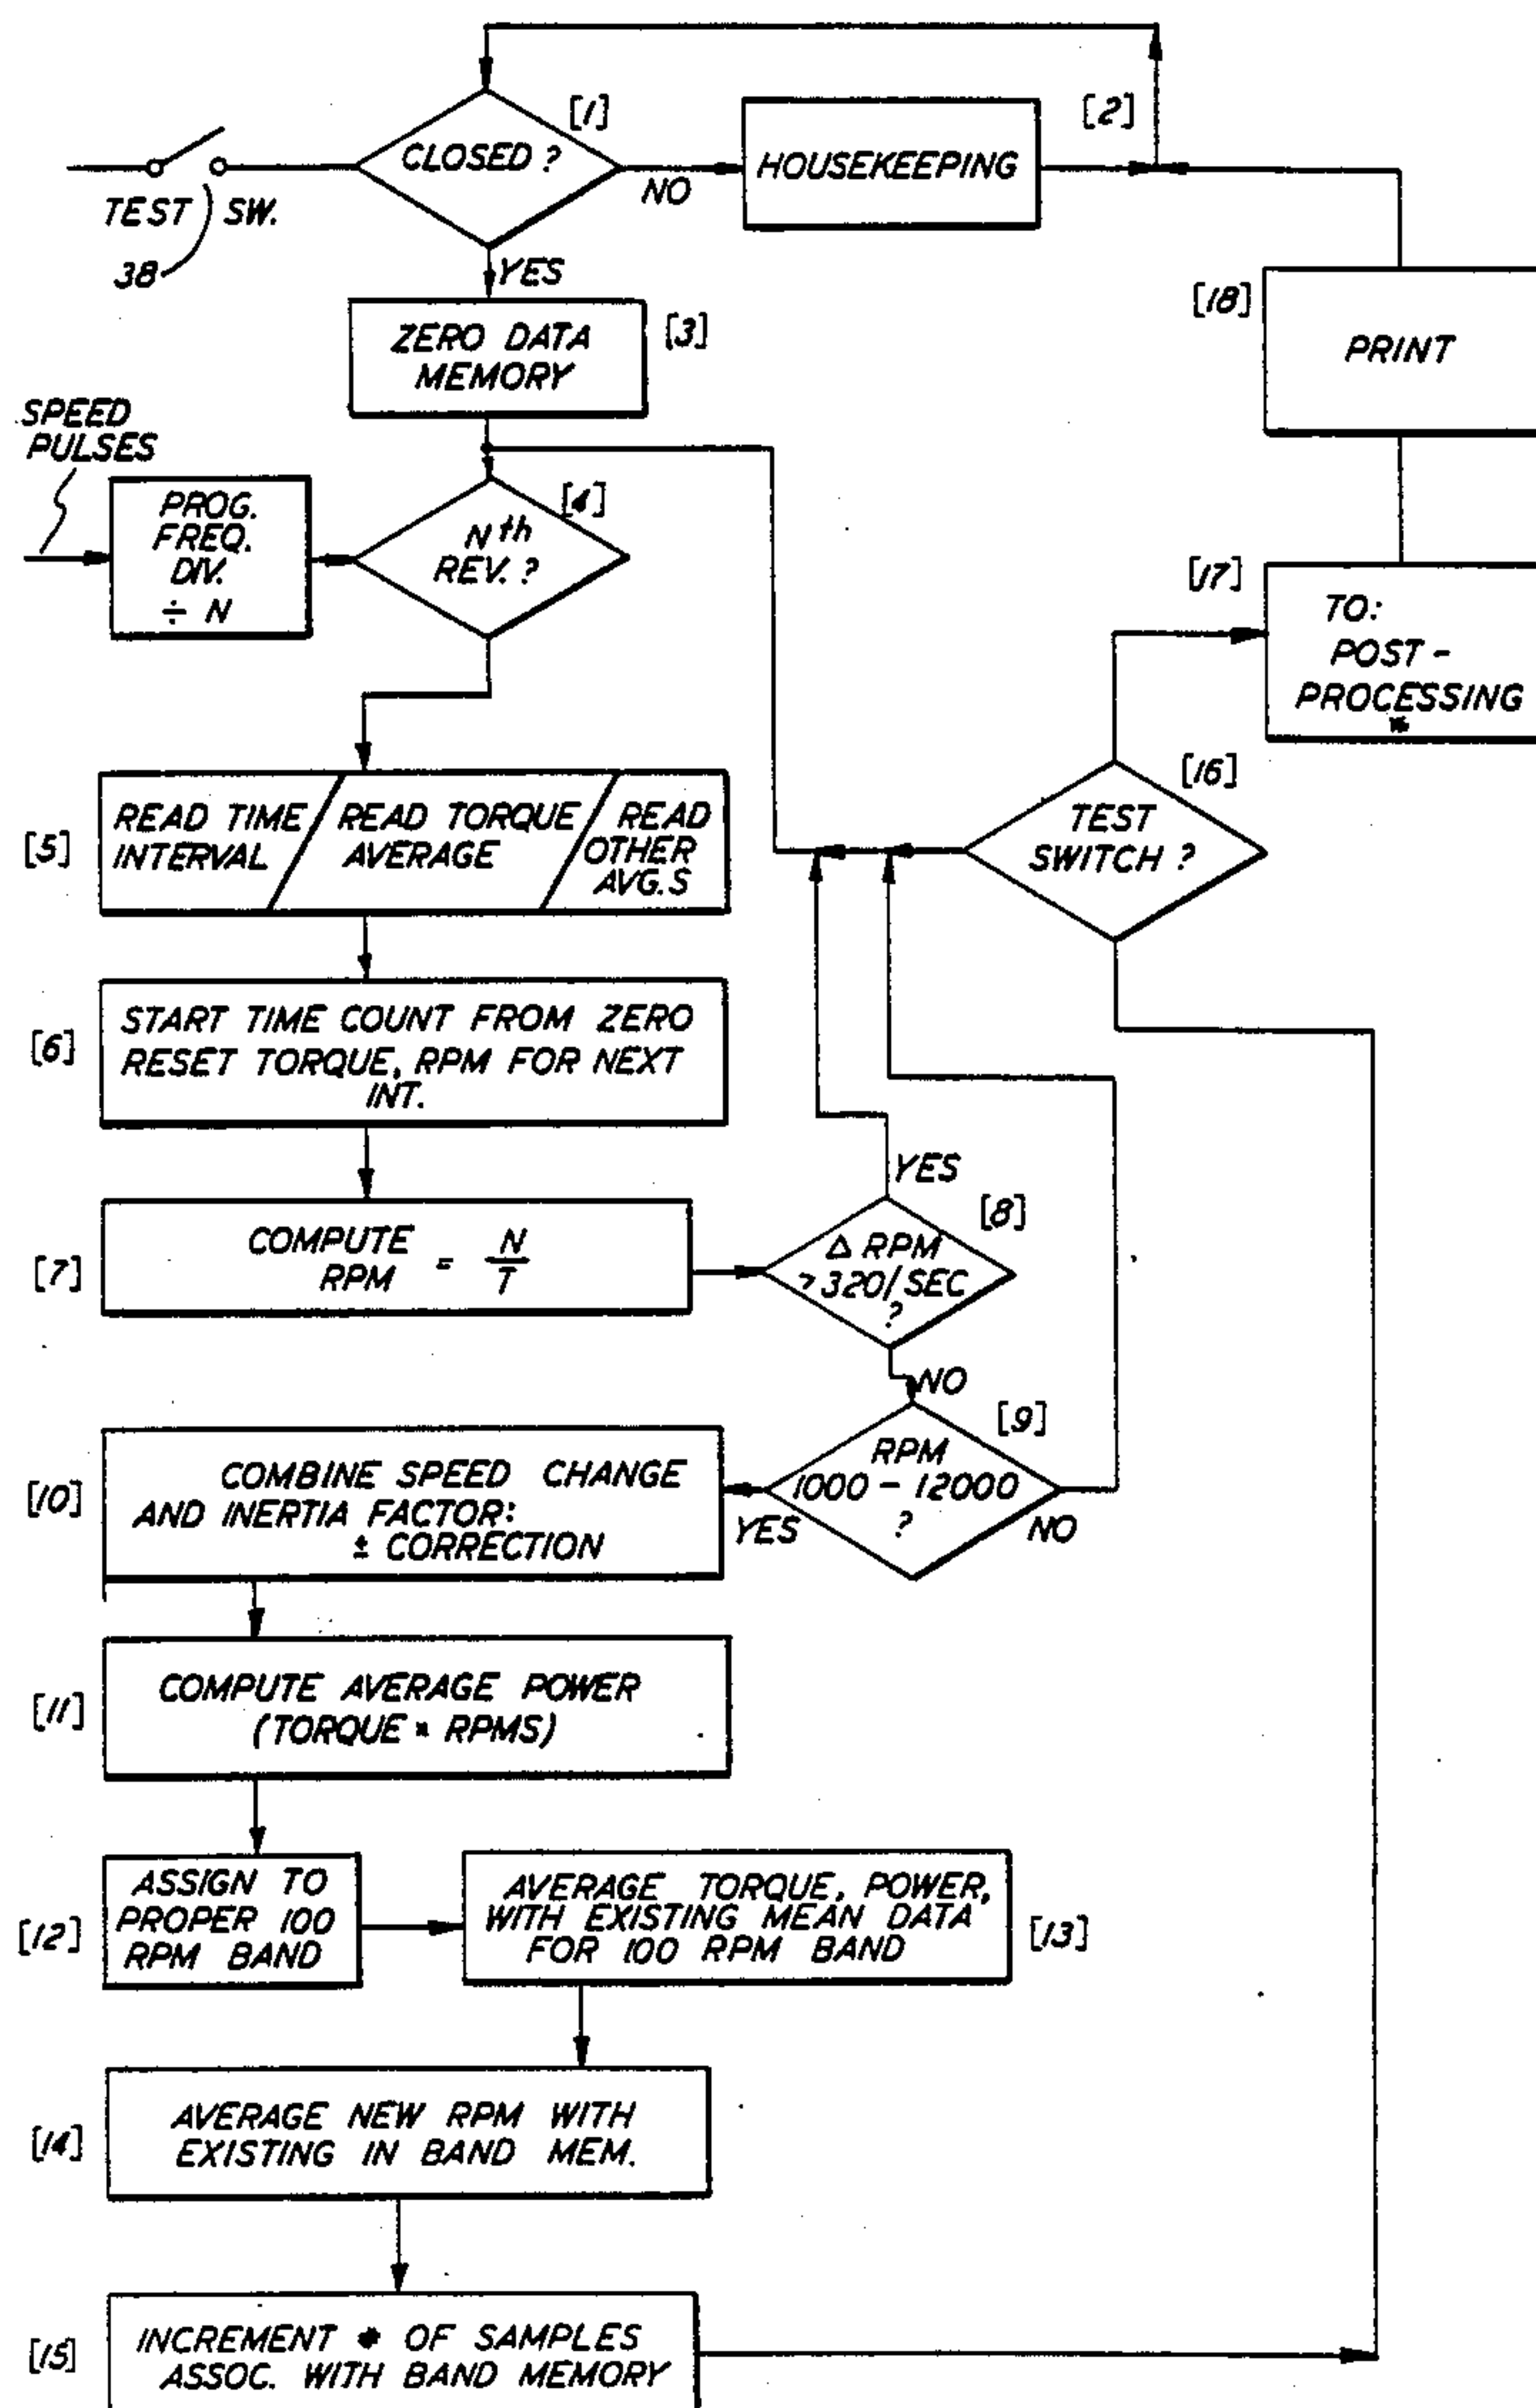 [1]
CLOSED ?
[2]
HOUSEKEEPING
NO
TEST SW.
38
YES
[3]
ZERO DATA
MEMORY
[18]
PRINT
SPEED
PULSES
PROG.
FREQ.
DIV.
÷ N
[4]
Nth
REV. ?
[17]
TO:
POST -
PROCESSING
*
[16]
TEST
SWITCH ?
[5]
READ TIME
INTERVAL
READ TORQUE
AVERAGE
READ
OTHER
AVG.S
[6]
START TIME COUNT FROM ZERO
RESET TORQUE, RPM FOR NEXT
INT.
[7]
COMPUTE
RPM
= N/T
YES
[8]
Δ RPM
>320/SEC
?
NO
[9]
RPM
1000 - 12000
?
YES
NO
[10]
COMBINE SPEED CHANGE
AND INERTIA FACTOR:
± CORRECTION
[11]
COMPUTE AVERAGE POWER
(TORQUE × RPMS)
[12]
ASSIGN TO
PROPER 100
RPM BAND
AVERAGE TORQUE, POWER,
WITH EXISTING MEAN DATA
FOR 100 RPM BAND
[13]
[14]
AVERAGE NEW RPM WITH
EXISTING IN BAND MEM.
[15]
INCREMENT # OF SAMPLES
ASSOC. WITH BAND MEMORY